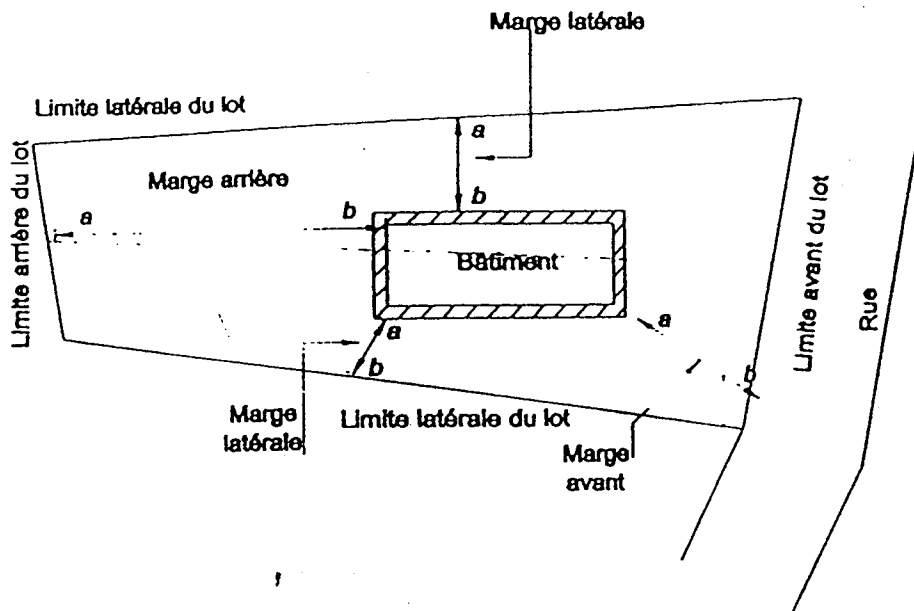 Marge latérale
Limite latérale du lot
a
Marge arrière
Limite arrière du lot
a
b
b
Bâtiment
Limite avant du lot
Rue
a
a
b
b
Marge
latérale
Limite latérale du lot
Marge
avant